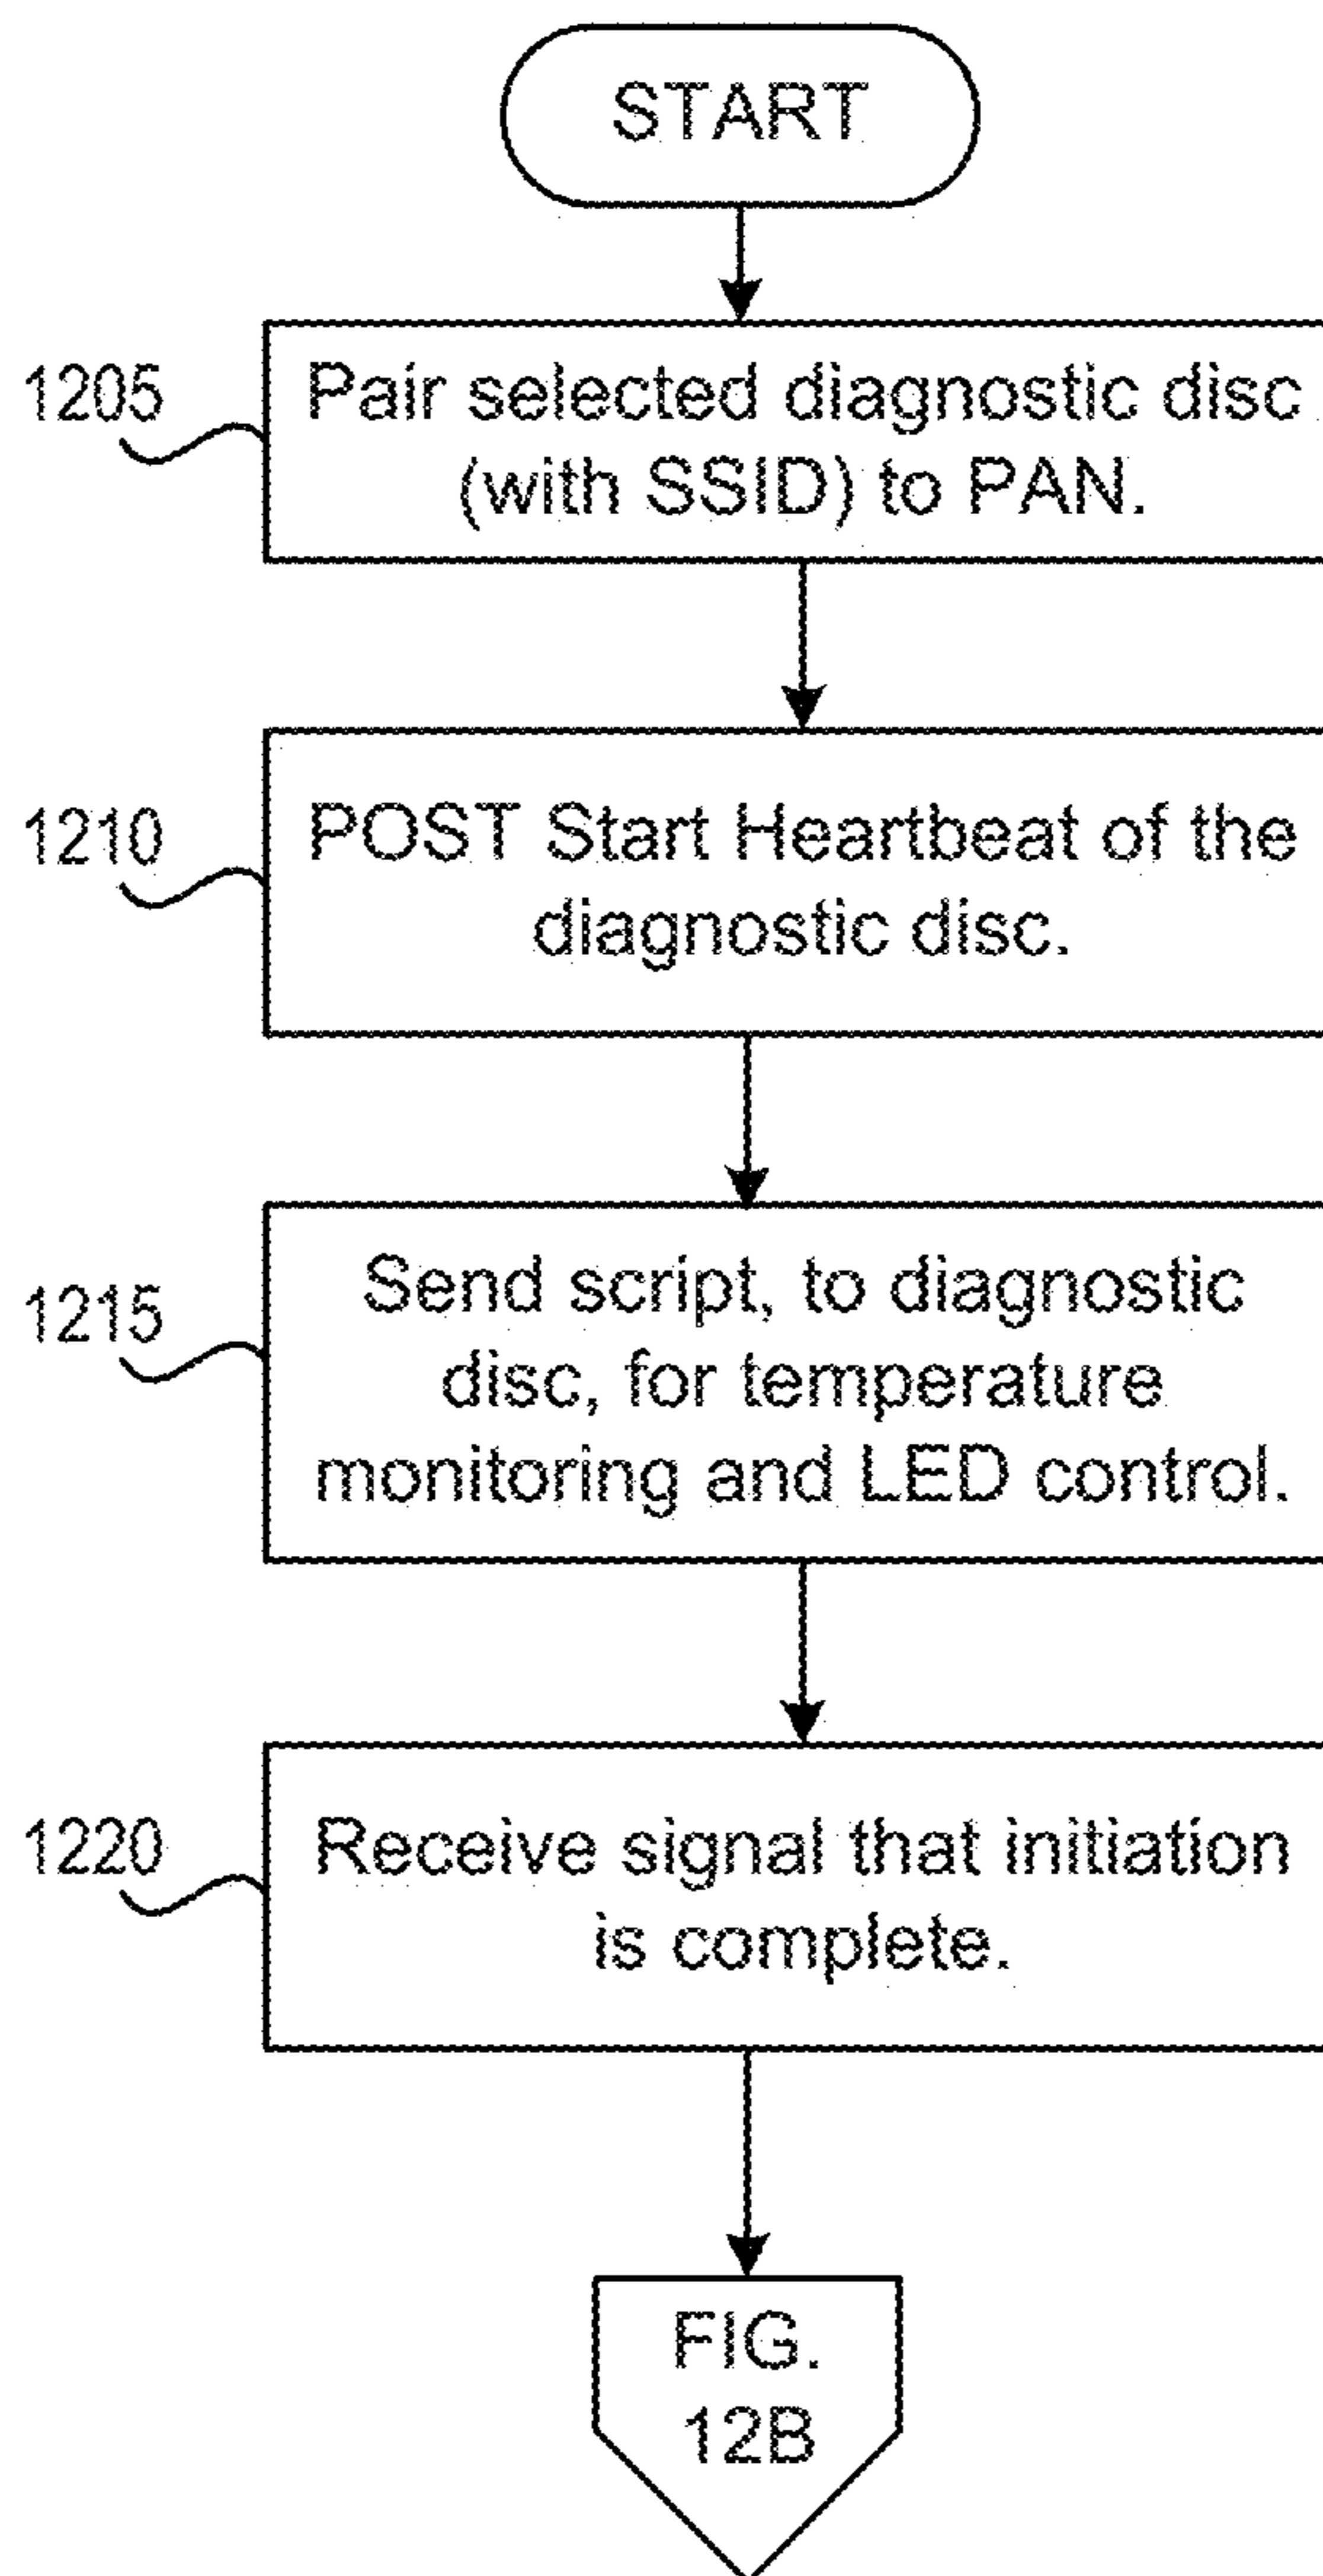 START
1205
Pair selected diagnostic disc
(with SSID) to PAN.
1210
POST Start Heartbeat of the
diagnostic disc.
1215
Send script, to diagnostic
disc, for temperature
monitoring and LED control.
1220
Receive signal that initiation
is complete.
FIG.
12B